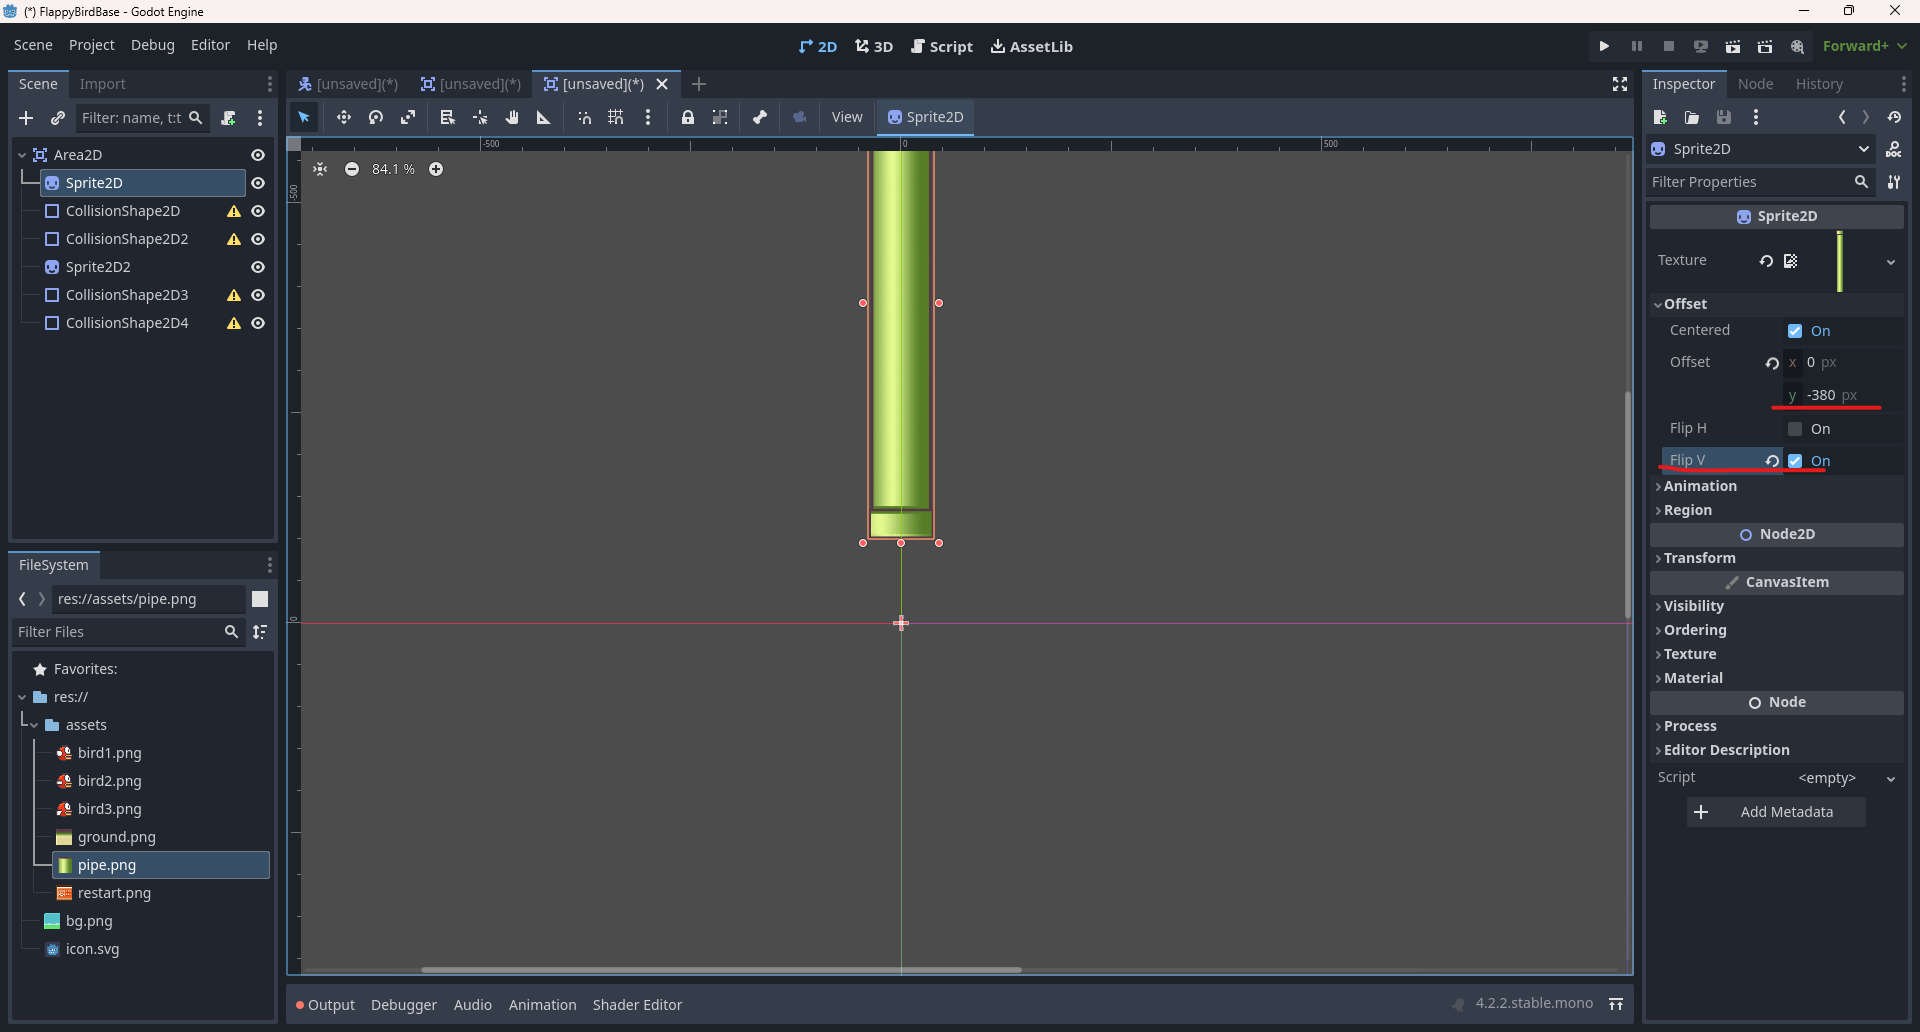 (*) FlappyBirdBase - Godot Engine
Scene Project Debug Editor Help
2D 3D Script AssetLib
Forward+
Scene Import
[unsaved](*) [unsaved](*) [unsaved](*)
Inspector Node History
Filter: name, t:t
View Sprite2D
Area2D
Sprite2D
CollisionShape2D
CollisionShape2D2
Sprite2D2
CollisionShape2D3
CollisionShape2D4
-500 0 500
84.1 %
-500
0
Sprite2D
Filter Properties
Sprite2D
Texture
Offset
Centered On
Offset x 0 px
y -380 px
Flip H On
Flip V On
Animation
Region
Node2D
Transform
CanvasItem
Visibility
Ordering
Texture
Material
Node
Process
Editor Description
Script <empty>
Add Metadata
FileSystem
res://assets/pipe.png
Filter Files
Favorites:
res://
assets
bird1.png
bird2.png
bird3.png
ground.png
pipe.png
restart.png
bg.png
icon.svg
Output Debugger Audio Animation Shader Editor
4.2.2.stable.mono